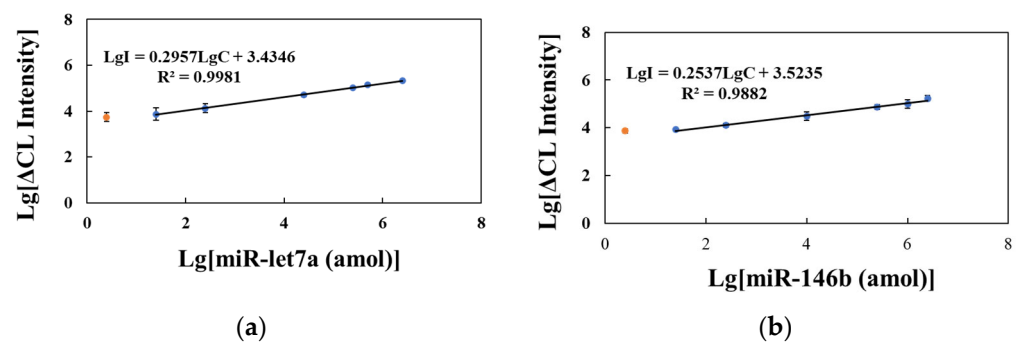 8
6
4
2
0
LgI = 0.2957LgC + 3.4346
R² = 0.9981
0 2 4 6 8
Lg[ΔCL Intensity]
Lg[miR-let7a (amol)]
(a)
8
6
4
2
0
LgI = 0.2537LgC + 3.5235
R² = 0.9882
0 2 4 6 8
Lg[ΔCL Intensity]
Lg[miR-146b (amol)]
(b)